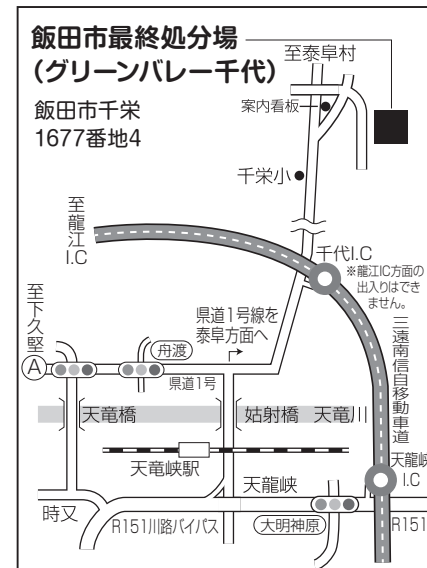 飯田市最終処分場
(グリーンバレー千代)
飯田市千栄
1677番地4
至泰阜村
案内看板
千栄小
至龍江
I.C
千代I.C
※龍江IC方面の
出入りはでき
ません。
至下久堅
県道1号線を
泰阜方面へ
舟渡
A
県道1号
三遠南信自移動車道
天竜橋
姑射橋
天竜川
天竜峡駅
天龍峡
天龍峡
I.C
時又
R151川路バイパス
大明神原
R151